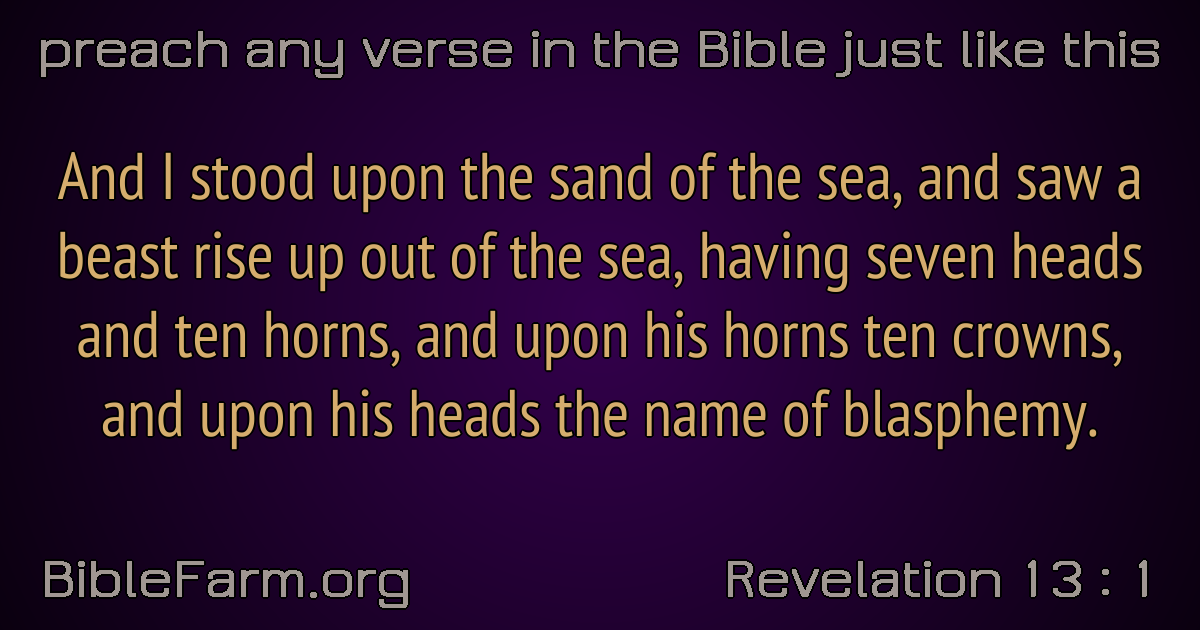 preach any verse in the Bible just like this
And I stood upon the sand of the sea, and saw a
beast rise up out of the sea, having seven heads
and ten horns, and upon his horns ten crowns,
and upon his heads the name of blasphemy.
BibleFarm.org
Revelation 13 : 1